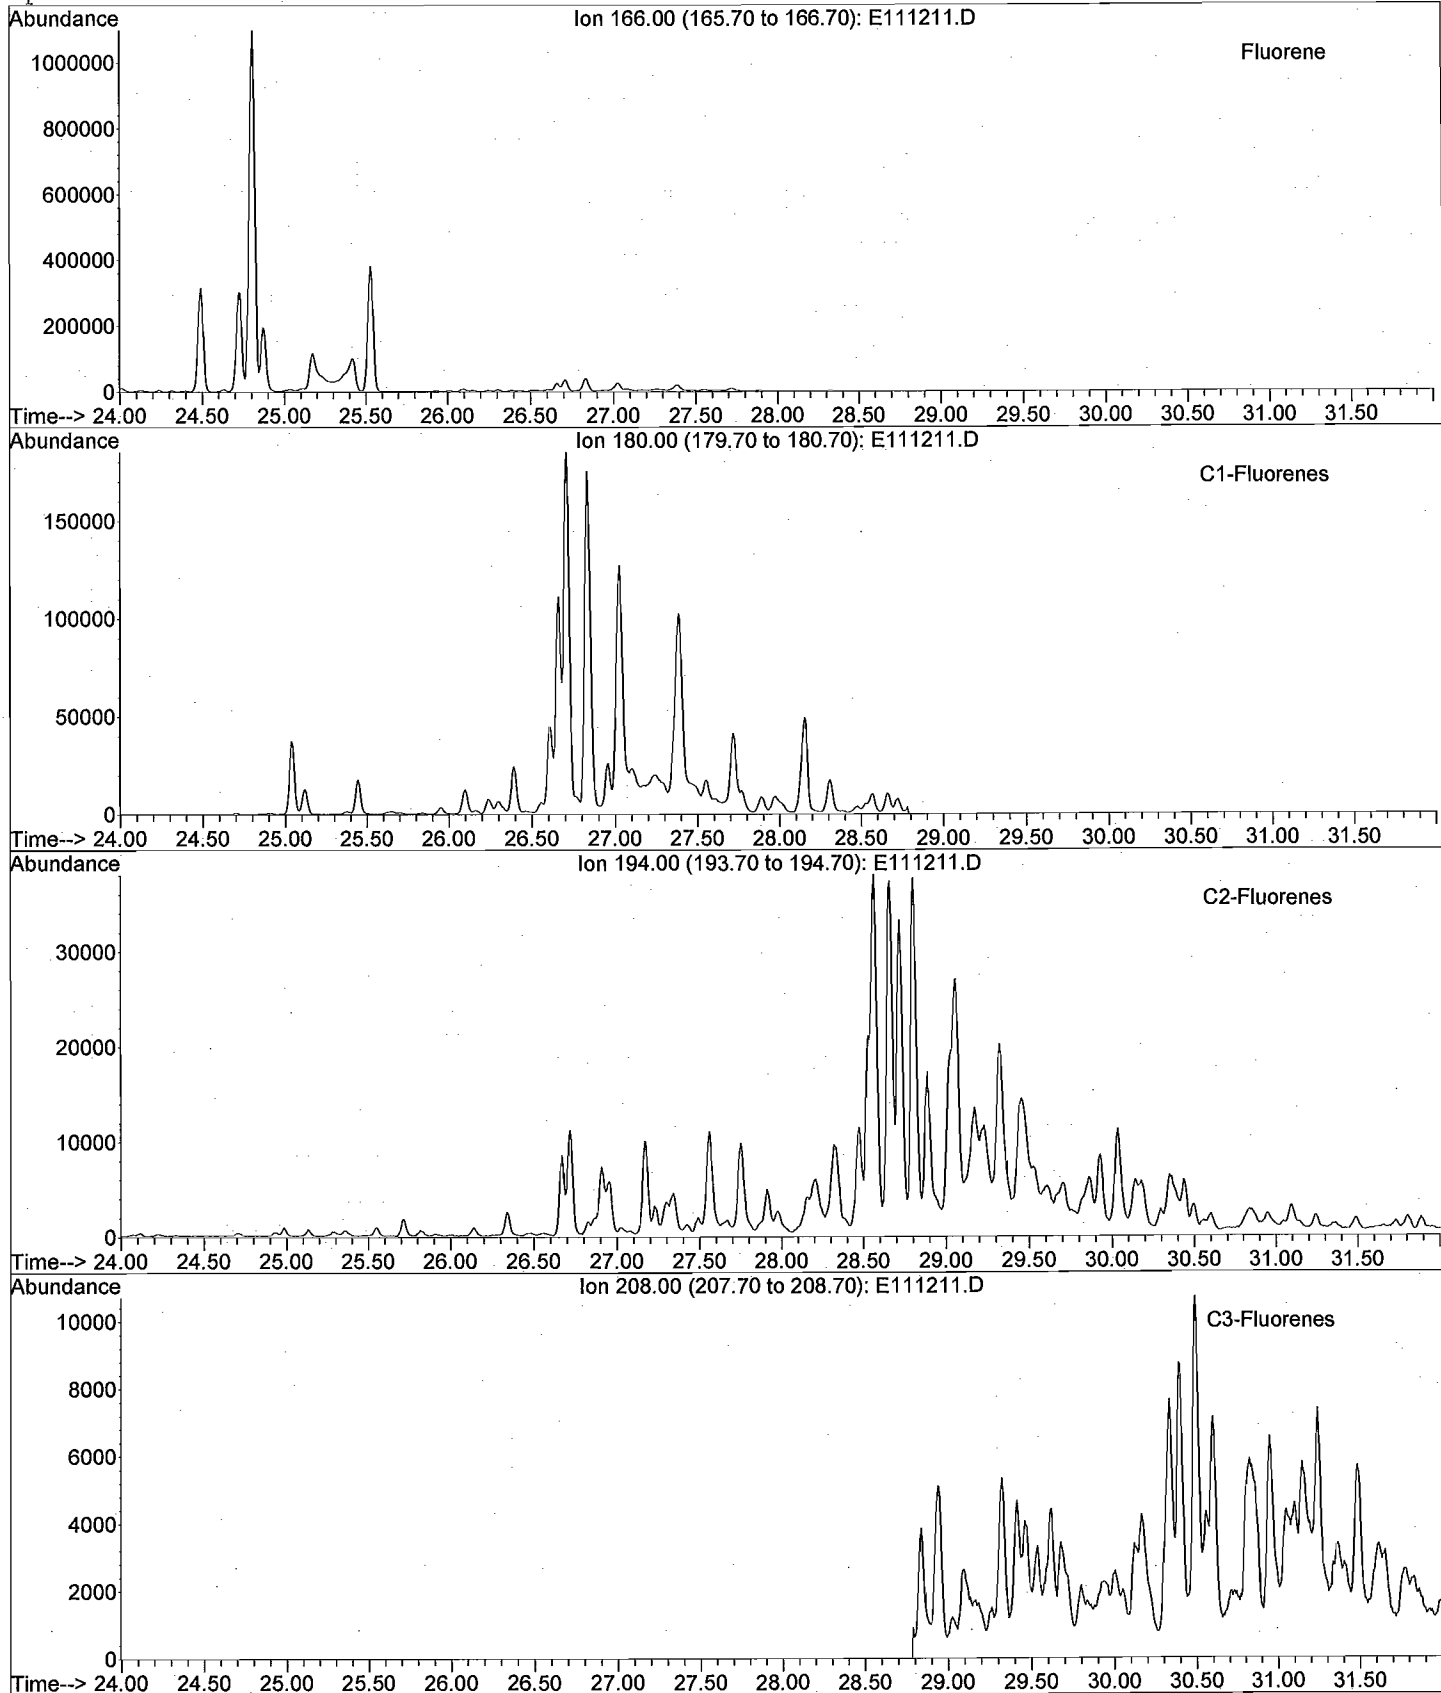 Abundance
Ion 166.00 (165.70 to 166.70): E111211.D
Fluorene
1000000
800000
600000
400000
200000
0
Time--> 24.00 24.50 25.00 25.50 26.00 26.50 27.00 27.50 28.00 28.50 29.00 29.50 30.00 30.50 31.00 31.50
Abundance
Ion 180.00 (179.70 to 180.70): E111211.D
C1-Fluorenes
150000
100000
50000
0
Time--> 24.00 24.50 25.00 25.50 26.00 26.50 27.00 27.50 28.00 28.50 29.00 29.50 30.00 30.50 31.00 31.50
Abundance
Ion 194.00 (193.70 to 194.70): E111211.D
C2-Fluorenes
30000
20000
10000
0
Time--> 24.00 24.50 25.00 25.50 26.00 26.50 27.00 27.50 28.00 28.50 29.00 29.50 30.00 30.50 31.00 31.50
Abundance
Ion 208.00 (207.70 to 208.70): E111211.D
C3-Fluorenes
10000
8000
6000
4000
2000
0
Time--> 24.00 24.50 25.00 25.50 26.00 26.50 27.00 27.50 28.00 28.50 29.00 29.50 30.00 30.50 31.00 31.50